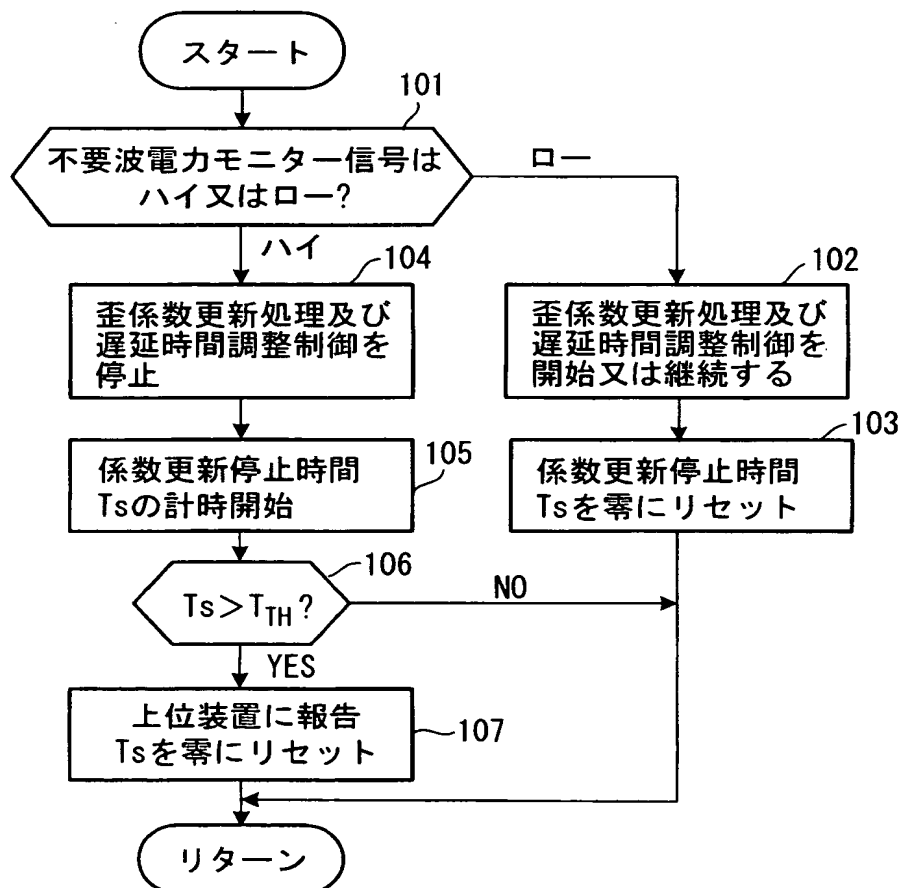 スタート
101
不要波電力モニター信号は
ハイ又はロー?
ロー
ハイ
104
歪係数更新処理及び
遅延時間調整制御を
停止
102
歪係数更新処理及び
遅延時間調整制御を
開始又は継続する
105
係数更新停止時間
Tsの計時開始
103
係数更新停止時間
Tsを零にリセット
106
Ts>TTH?
NO
YES
上位装置に報告
Tsを零にリセット
107
リターン